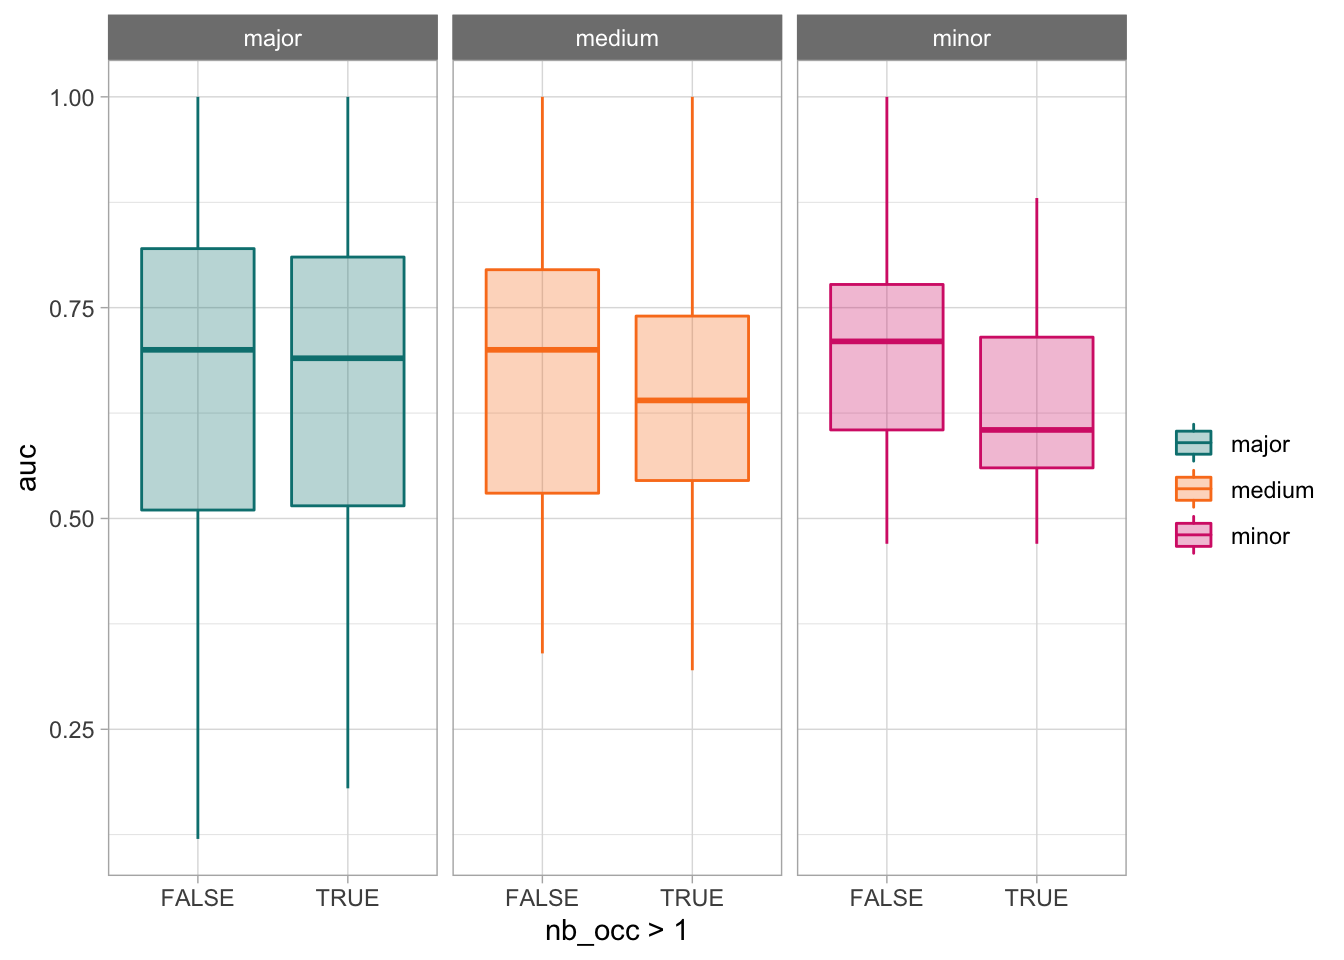 major medium minor
1.00
0.75
0.50
0.25
auc
FALSE TRUE FALSE TRUE FALSE TRUE
nb_occ > 1
major
medium
minor